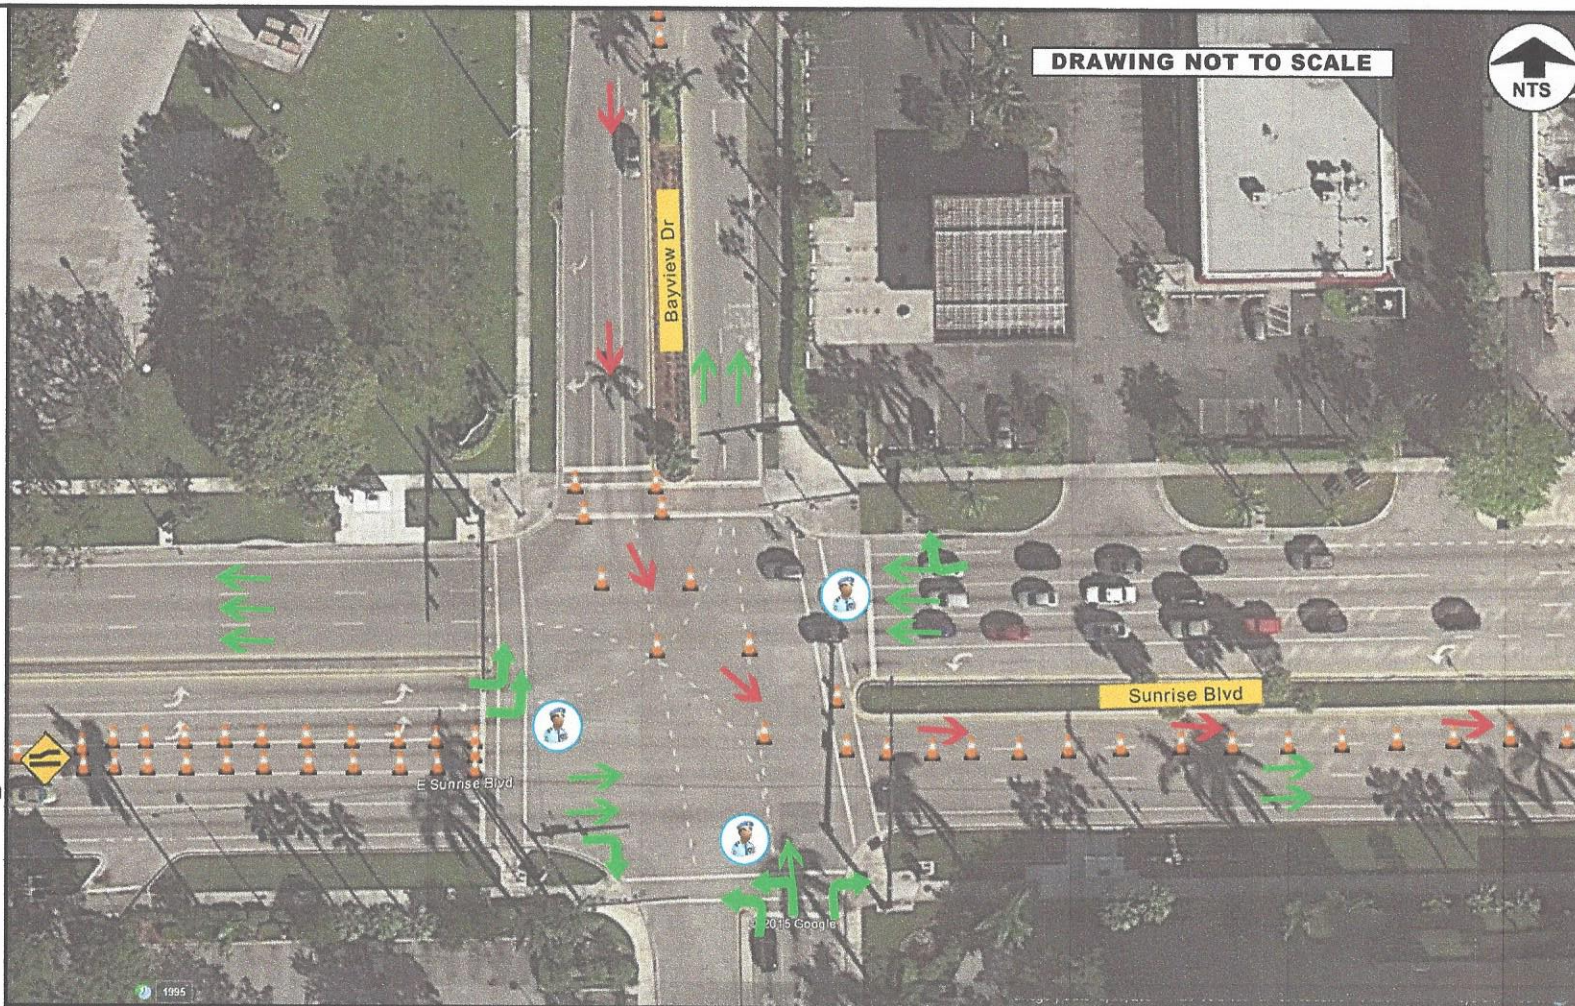 DRAWING NOT TO SCALE
NTS
Bayview Dr
Sunrise Blvd
E Sunrise Blvd
2015 Google
1995